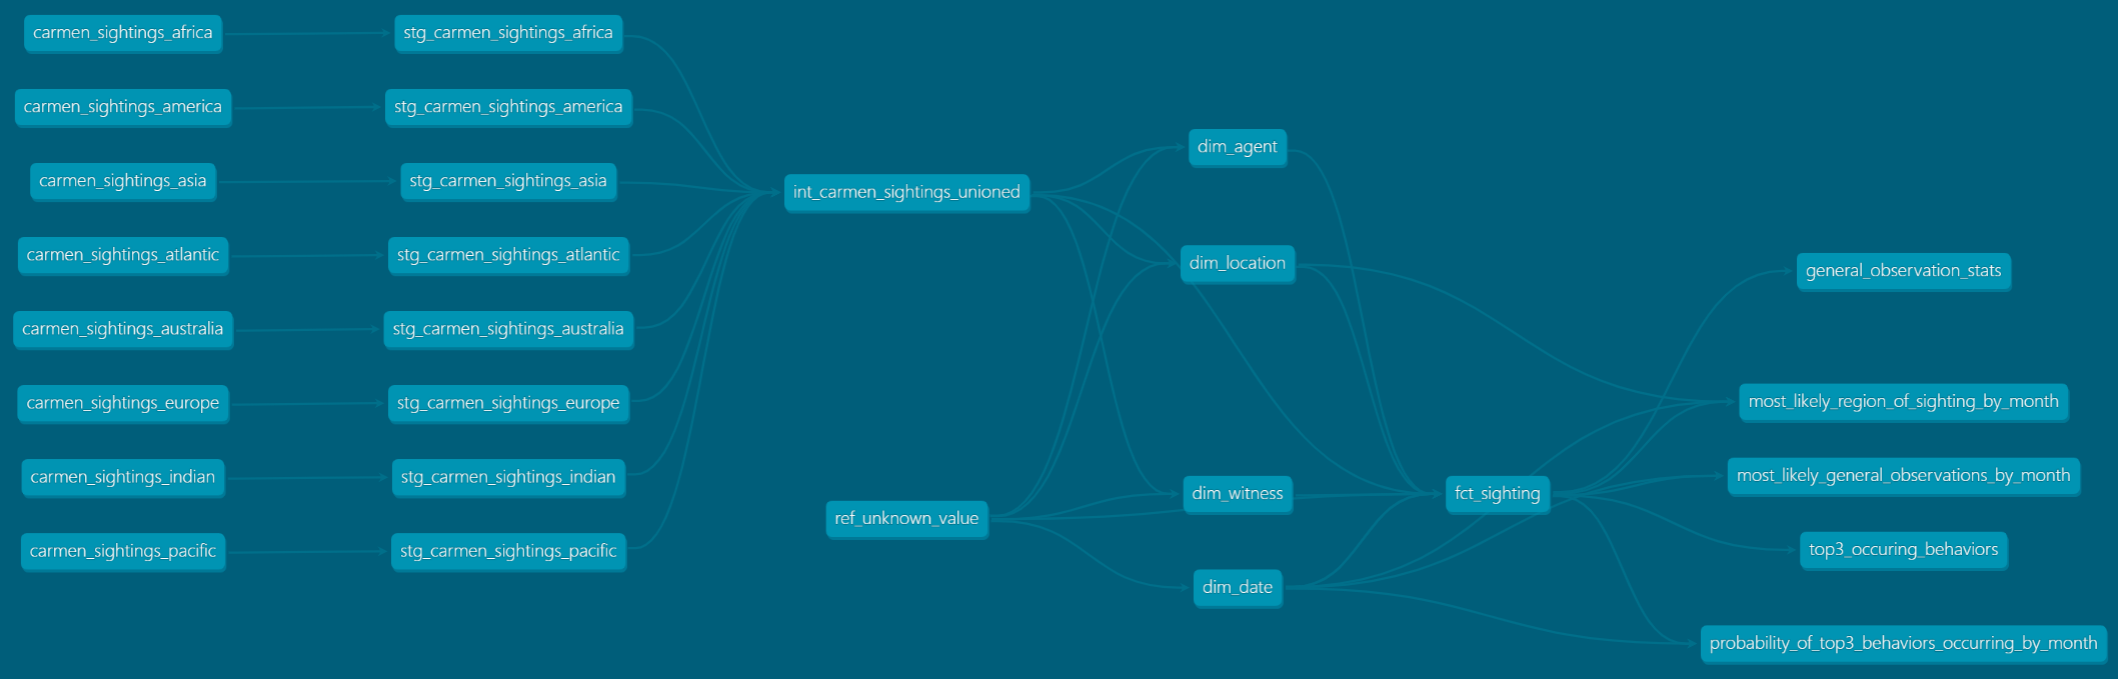 carmen_sightings_africa
stg_carmen_sightings_africa
carmen_sightings_america
stg_carmen_sightings_america
dim_agent
carmen_sightings_asia
stg_carmen_sightings_asia
int_carmen_sightings_unioned
carmen_sightings_atlantic
stg_carmen_sightings_atlantic
dim_location
general_observation_stats
carmen_sightings_australia
stg_carmen_sightings_australia
carmen_sightings_europe
stg_carmen_sightings_europe
most_likely_region_of_sighting_by_month
carmen_sightings_indian
stg_carmen_sightings_indian
most_likely_general_observations_by_month
dim_witness
fct_sighting
ref_unknown_value
carmen_sightings_pacific
stg_carmen_sightings_pacific
top3_occuring_behaviors
dim_date
probability_of_top3_behaviors_occurring_by_month